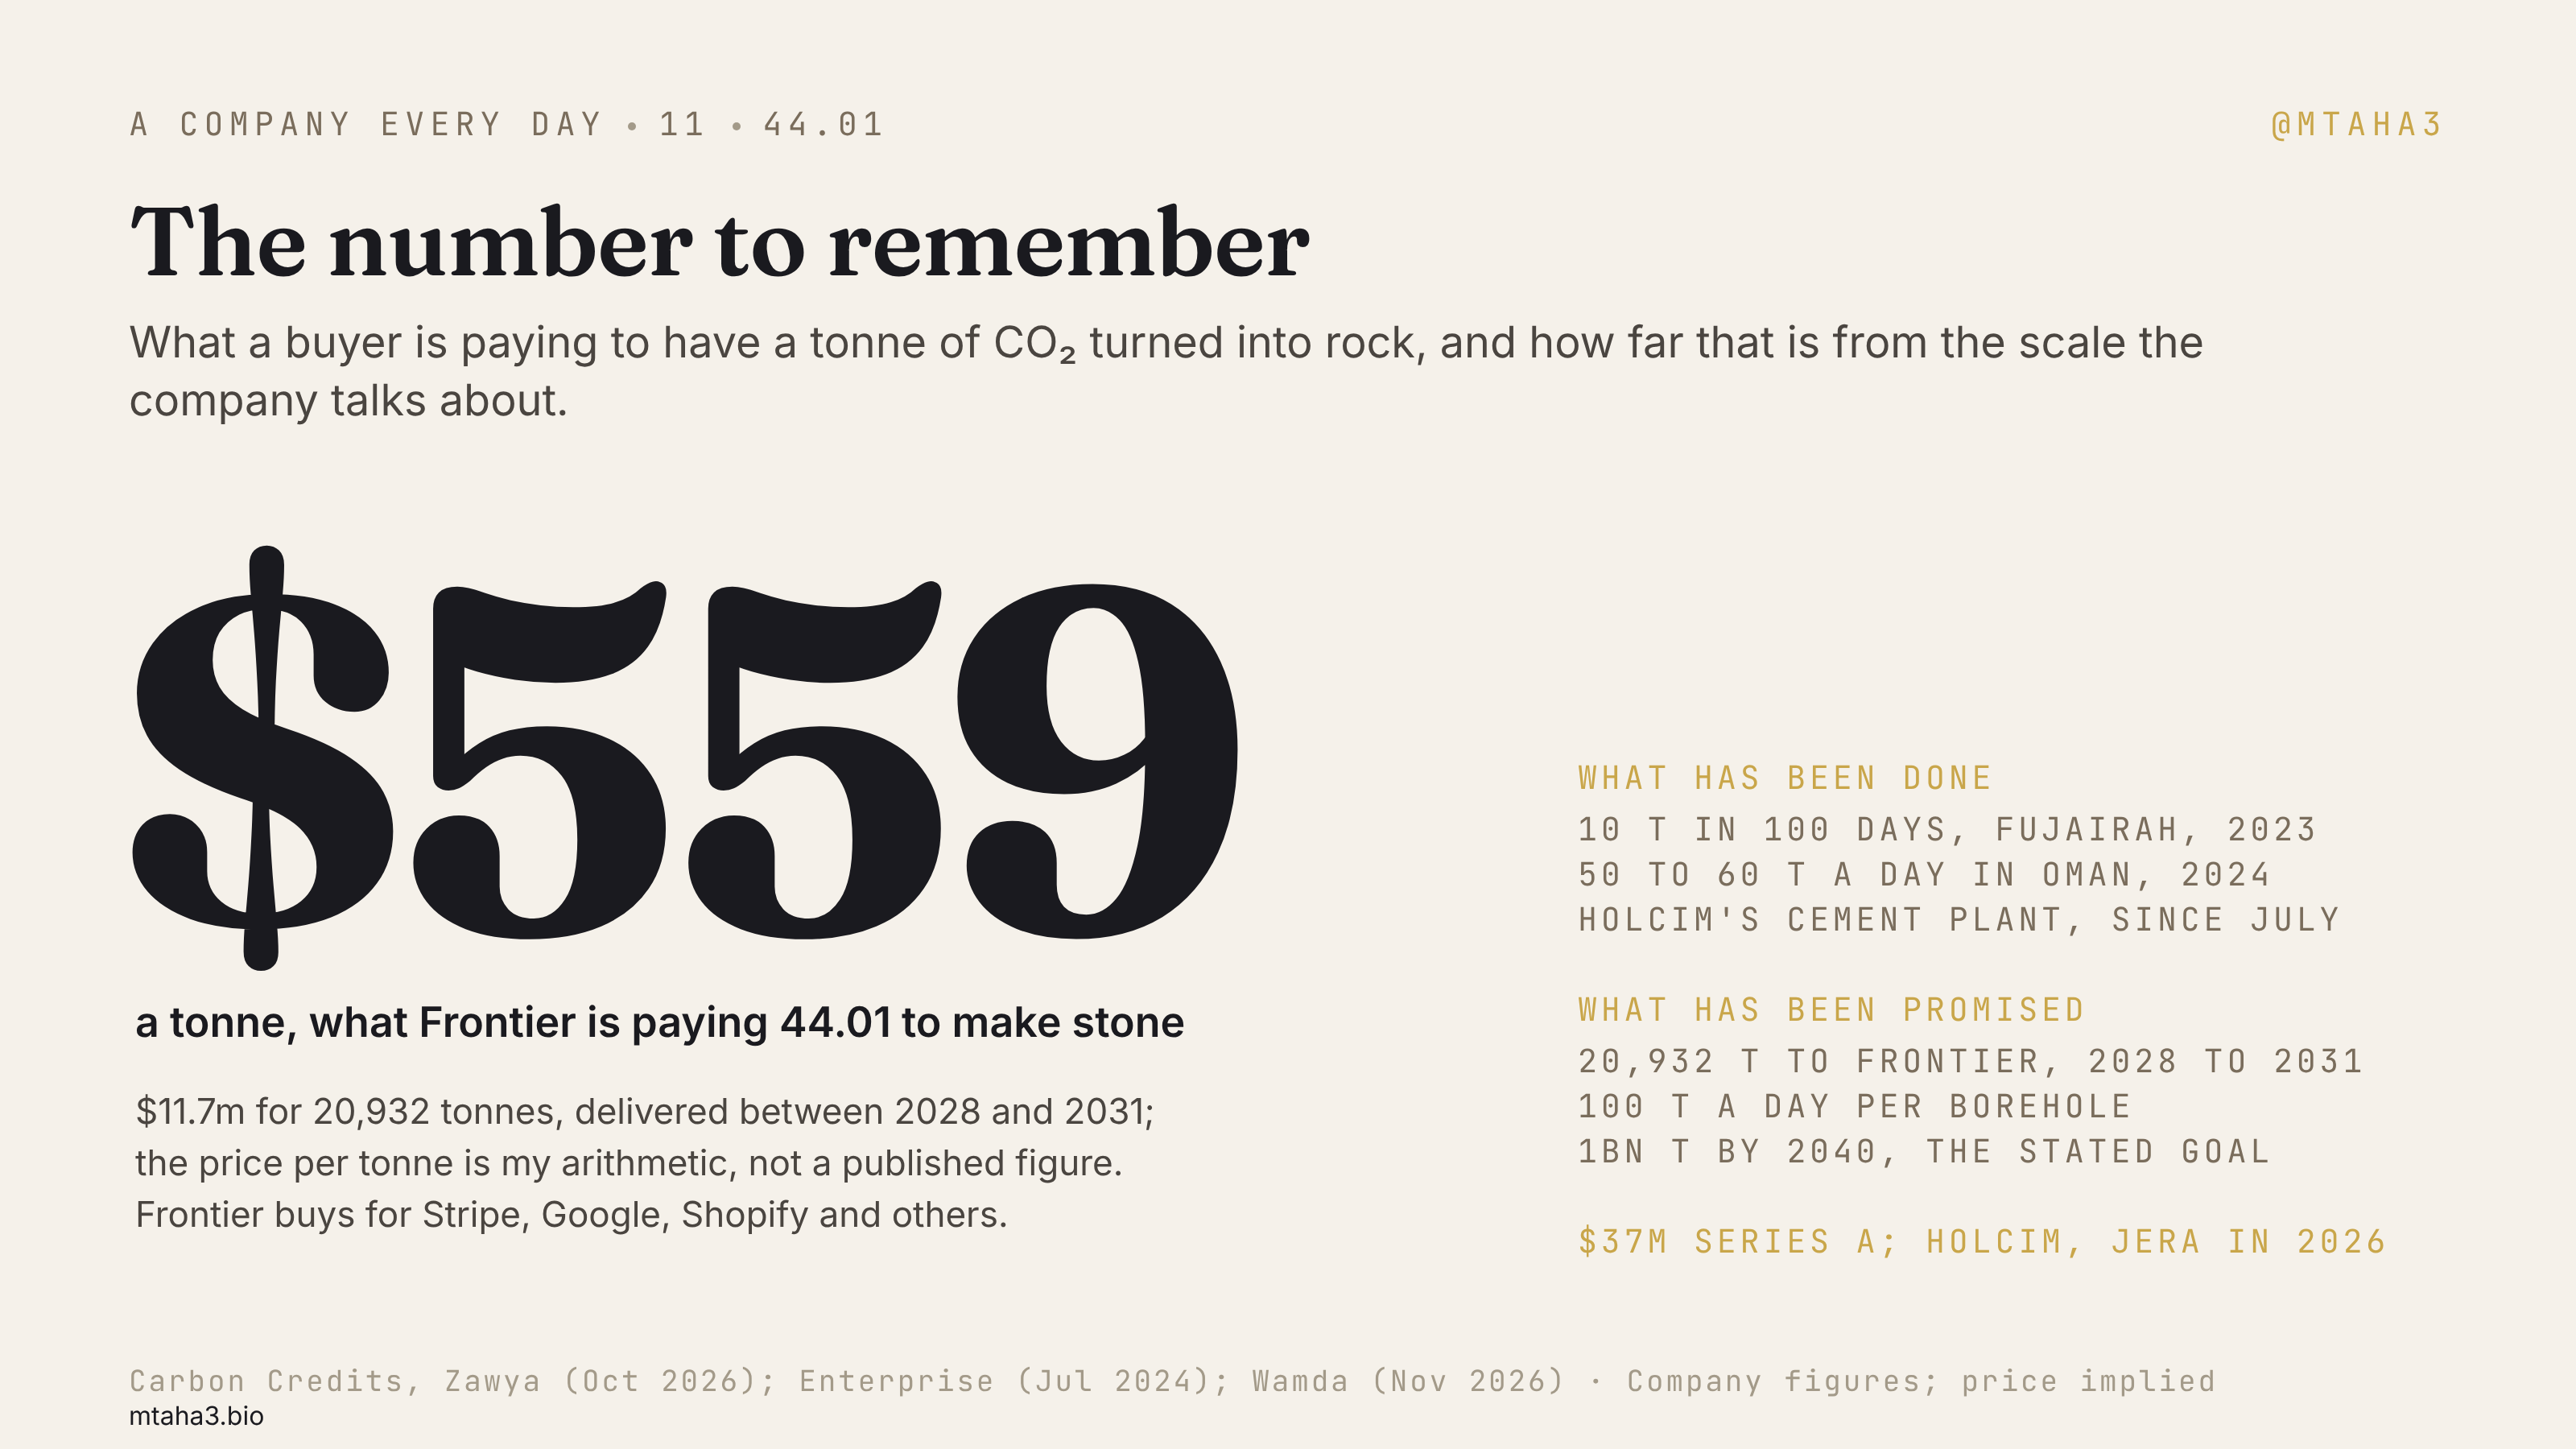 A COMPANY EVERY DAY • 11 • 44.01
@MTAHA3
The number to remember
What a buyer is paying to have a tonne of CO₂ turned into rock, and how far that is from the scale the
company talks about.
$559
a tonne, what Frontier is paying 44.01 to make stone
$11.7m for 20,932 tonnes, delivered between 2028 and 2031;
the price per tonne is my arithmetic, not a published figure.
Frontier buys for Stripe, Google, Shopify and others.
WHAT HAS BEEN DONE
10 T IN 100 DAYS, FUJAIRAH, 2023
50 TO 60 T A DAY IN OMAN, 2024
HOLCIM'S CEMENT PLANT, SINCE JULY
WHAT HAS BEEN PROMISED
20,932 T TO FRONTIER, 2028 TO 2031
100 T A DAY PER BOREHOLE
1BN T BY 2040, THE STATED GOAL
$37M SERIES A; HOLCIM, JERA IN 2026
Carbon Credits, Zawya (Oct 2026); Enterprise (Jul 2024); Wamda (Nov 2026) · Company figures; price implied
mtaha3.bio